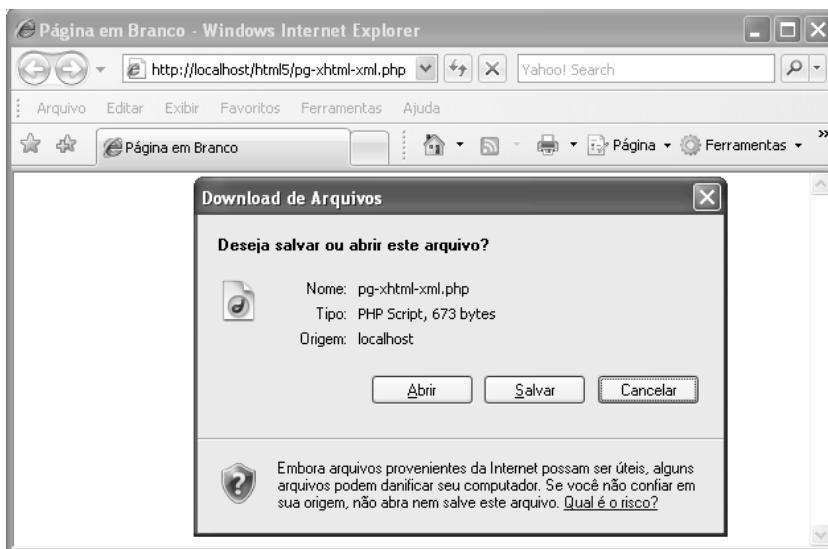 Página em Branco - Windows Internet Explorer
http://localhost/html5/pg-xhtml-xml.php Yahoo! Search
Arquivo Editar Exibir Favoritos Ferramentas Ajuda
Página em Branco Página Ferramentas »
Download de Arquivos
Deseja salvar ou abrir este arquivo?
Nome: pg-xhtml-xml.php
Tipo: PHP Script, 673 bytes
Origem: localhost
Abrir Salvar Cancelar
Embora arquivos provenientes da Internet possam ser úteis, alguns
arquivos podem danificar seu computador. Se você não confiar em
sua origem, não abra nem salve este arquivo. Qual é o risco?